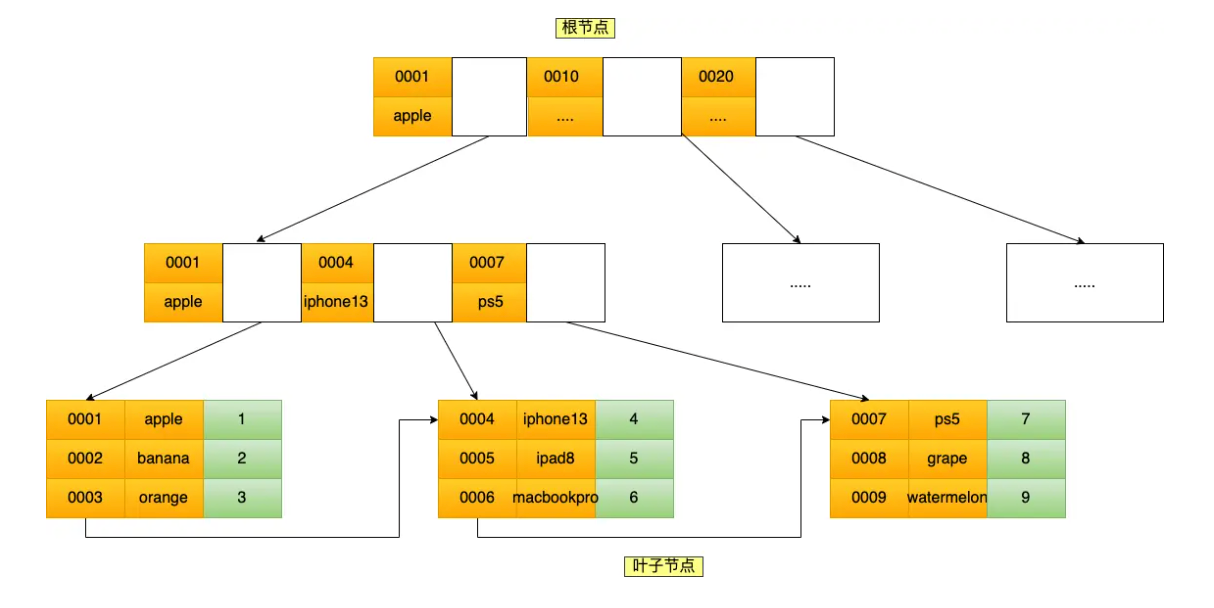 根节点
0001 0010 0020
apple .... ....
0001 0004 0007
apple iphone13 ps5 ..... .....
0001 apple 1 0004 iphone13 4 0007 ps5 7
0002 banana 2 0005 ipad8 5 0008 grape 8
0003 orange 3 0006 macbookpro 6 0009 watermelon 9
叶子节点